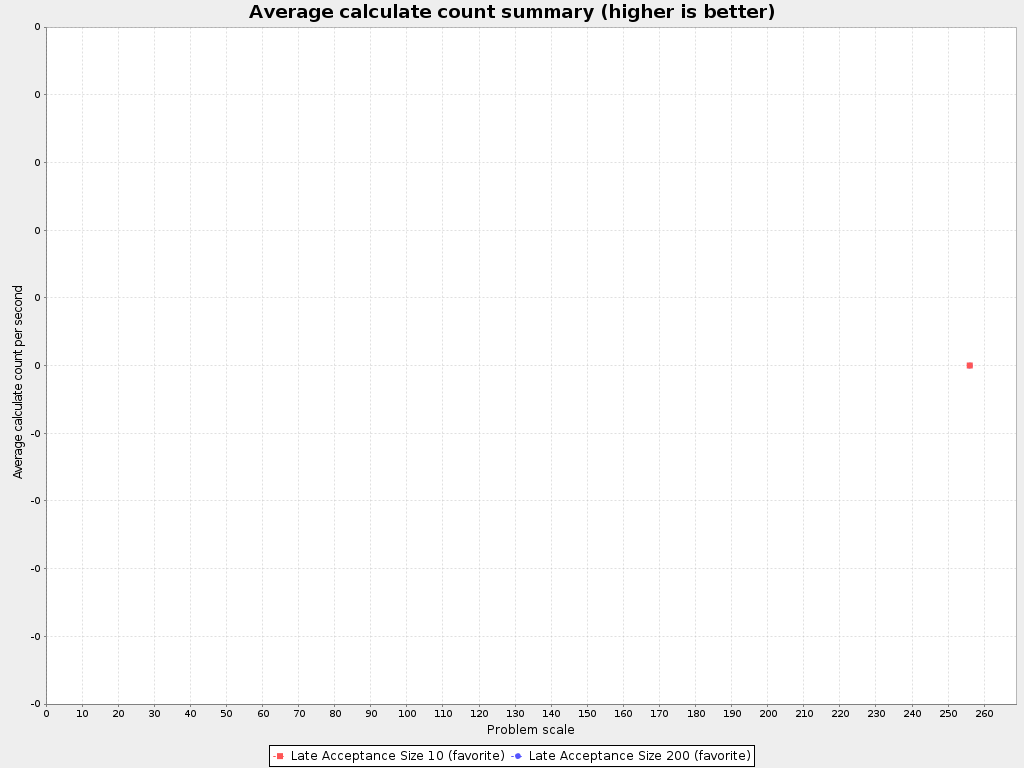 Average calculate count summary (higher is better)
0
0
0
0
0
0
-0
-0
-0
-0
-0
Average calculate count per second
0 10 20 30 40 50 60 70 80 90 100 110 120 130 140 150 160 170 180 190 200 210 220 230 240 250 260
Problem scale
Late Acceptance Size 10 (favorite) Late Acceptance Size 200 (favorite)